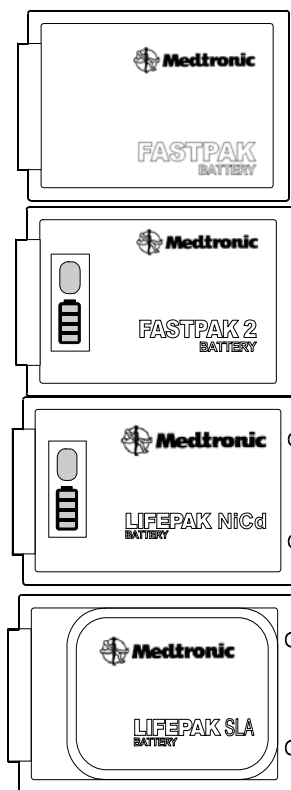 Medtronic
FASTPAK
BATTERY
Medtronic
FASTPAK 2
BATTERY
Medtronic
LIFEPAK NiCd
BATTERY
Medtronic
LIFEPAK SLA
BATTERY